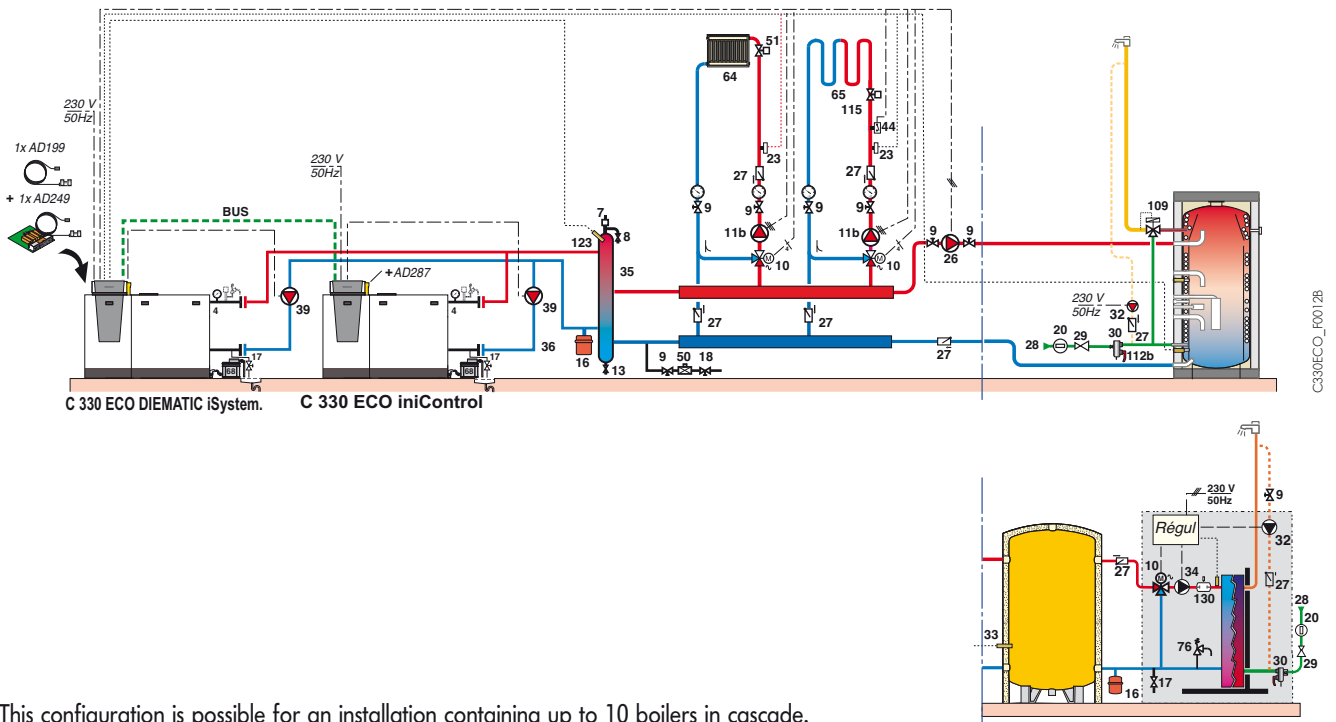 51
64
65
115
44
23
23
27
27
9
9
9
9
11b
11b
10
10
9
9
26
109
230 V
50Hz
1x AD199
+ 1x AD249
230 V
50Hz
BUS
+AD287
7
8
123
35
4
39
4
39
17
68
17
68
36
16
13
27
27
9 50 18
27
230 V
50Hz
32
27
20
29
30
28
112b
C330ECO_F0012B
C 330 ECO DIEMATIC iSystem.
C 330 ECO iniControl
230 V
50Hz
9
Régul
32
10
34
27
130
27
28
20
33
76
30
29
16
17
This configuration is possible for an installation containing up to 10 boilers in cascade.